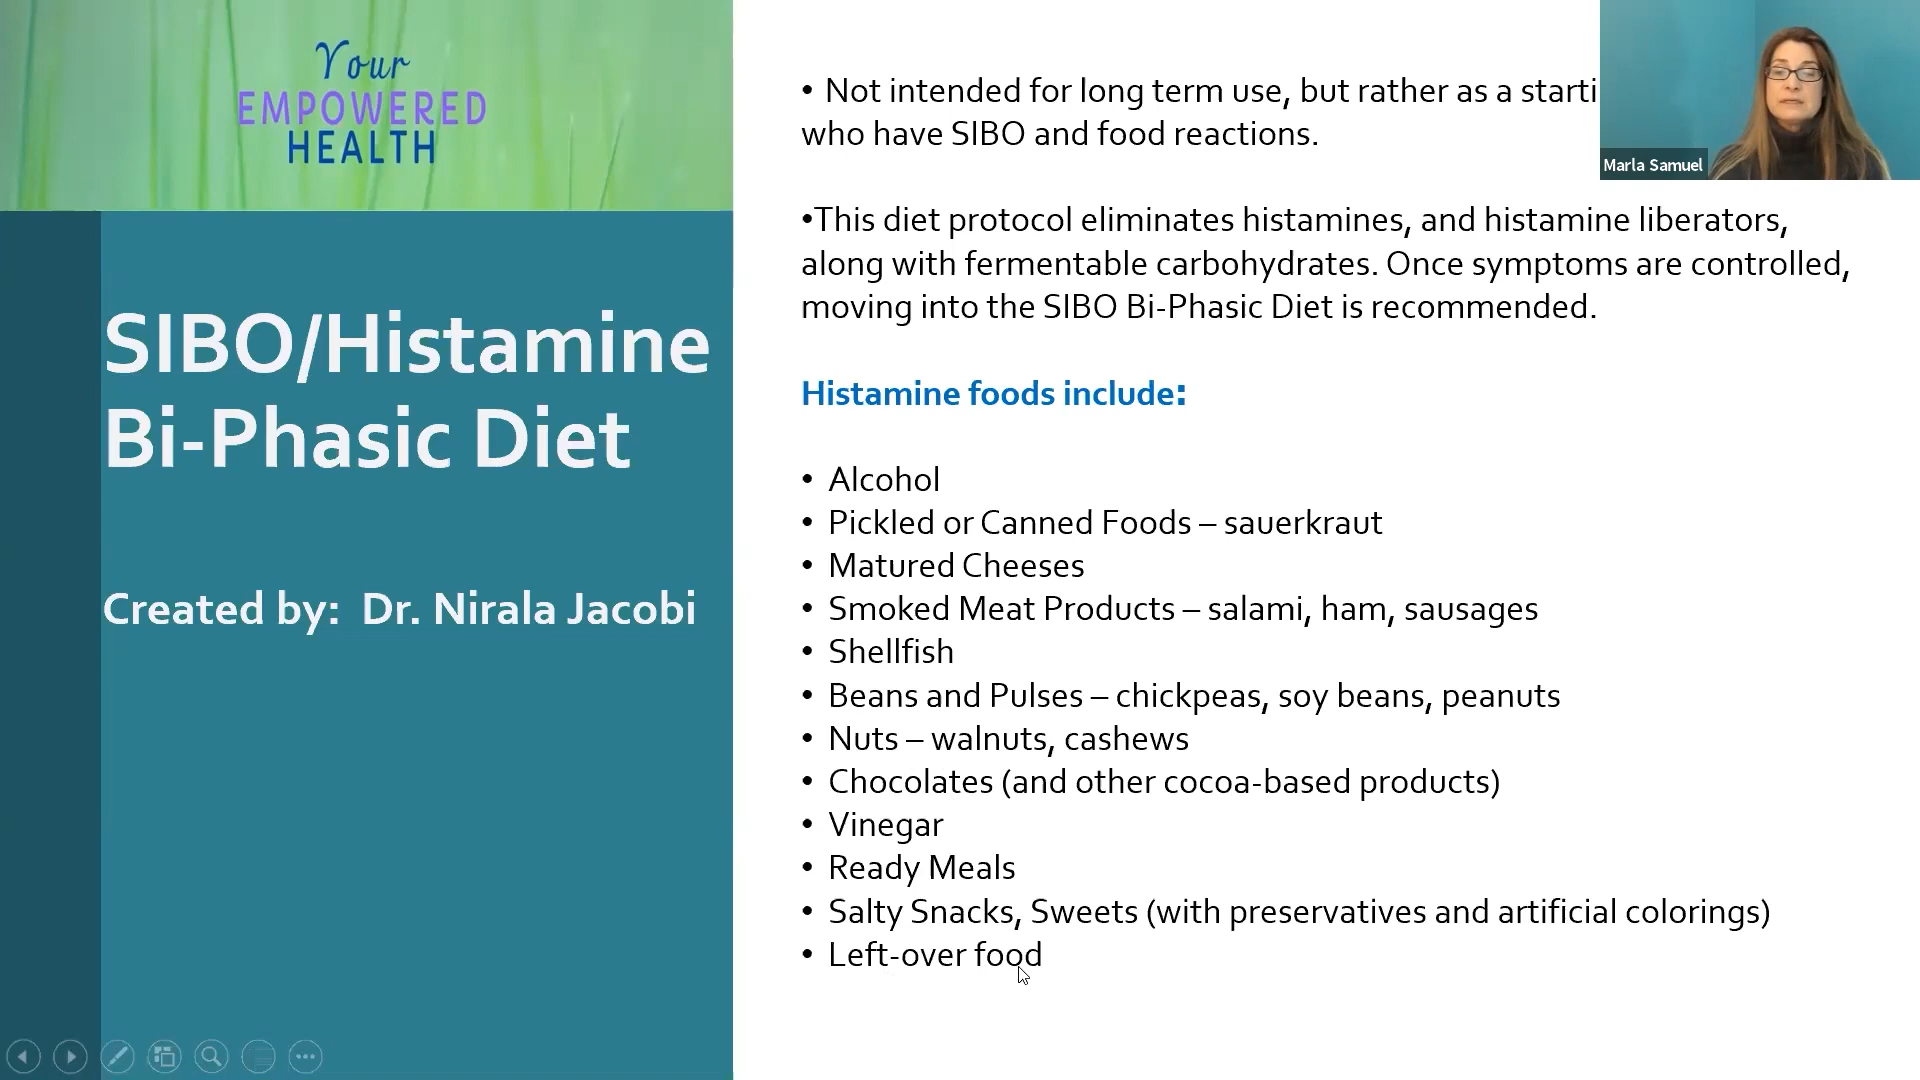 Your
EMPOWERED
HEALTH
SIBO/Histamine
Bi-Phasic Diet
Created by: Dr. Nirala Jacobi
• Not intended for long term use, but rather as a starti
who have SIBO and food reactions.
•This diet protocol eliminates histamines, and histamine liberators,
along with fermentable carbohydrates. Once symptoms are controlled,
moving into the SIBO Bi-Phasic Diet is recommended.
Histamine foods include:
• Alcohol
• Pickled or Canned Foods – sauerkraut
• Matured Cheeses
• Smoked Meat Products – salami, ham, sausages
• Shellfish
• Beans and Pulses – chickpeas, soy beans, peanuts
• Nuts – walnuts, cashews
• Chocolates (and other cocoa-based products)
• Vinegar
• Ready Meals
• Salty Snacks, Sweets (with preservatives and artificial colorings)
• Left-over food
Marla Samuel